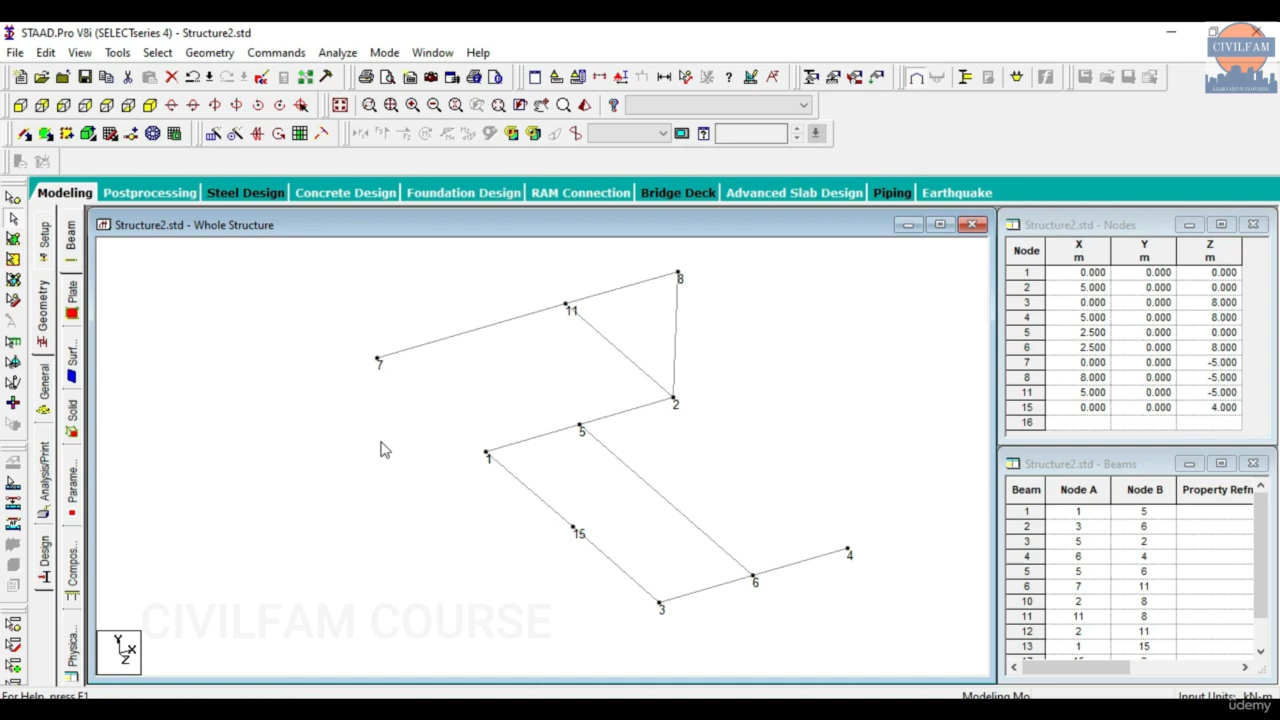 STAAD.Pro V8i (SELECTseries 4) - Structure2.std
CIVILFAM
File Edit View Tools Select Geometry Commands Analyze Mode Window Help
Modeling Postprocessing Steel Design Concrete Design Foundation Design RAM Connection Bridge Deck Advanced Slab Design Piping Earthquake
Setup
Geometry
General
Analysis/Print
Design
Beam
Plate
Surf...
Solid
Parame...
Compos...
Physica...
Structure2.std - Whole Structure
8
11
7
2
5
1
15
4
6
3
CIVILFAM COURSE
Y
X
Z
Structure2.std - Nodes
Node X m Y m Z m
1 0.000 0.000 0.000
2 5.000 0.000 0.000
3 0.000 0.000 8.000
4 5.000 0.000 8.000
5 2.500 0.000 0.000
6 2.500 0.000 8.000
7 0.000 0.000 -5.000
8 8.000 0.000 -5.000
11 5.000 0.000 -5.000
15 0.000 0.000 4.000
16
Structure2.std - Beams
Beam Node A Node B Property Refn
1 1 5
2 3 6
3 5 2
4 6 4
5 5 6
6 7 11
10 2 8
11 11 8
12 2 11
13 1 15
For Help, press F1
Modeling Mo
Input Units: kN-m
udemy